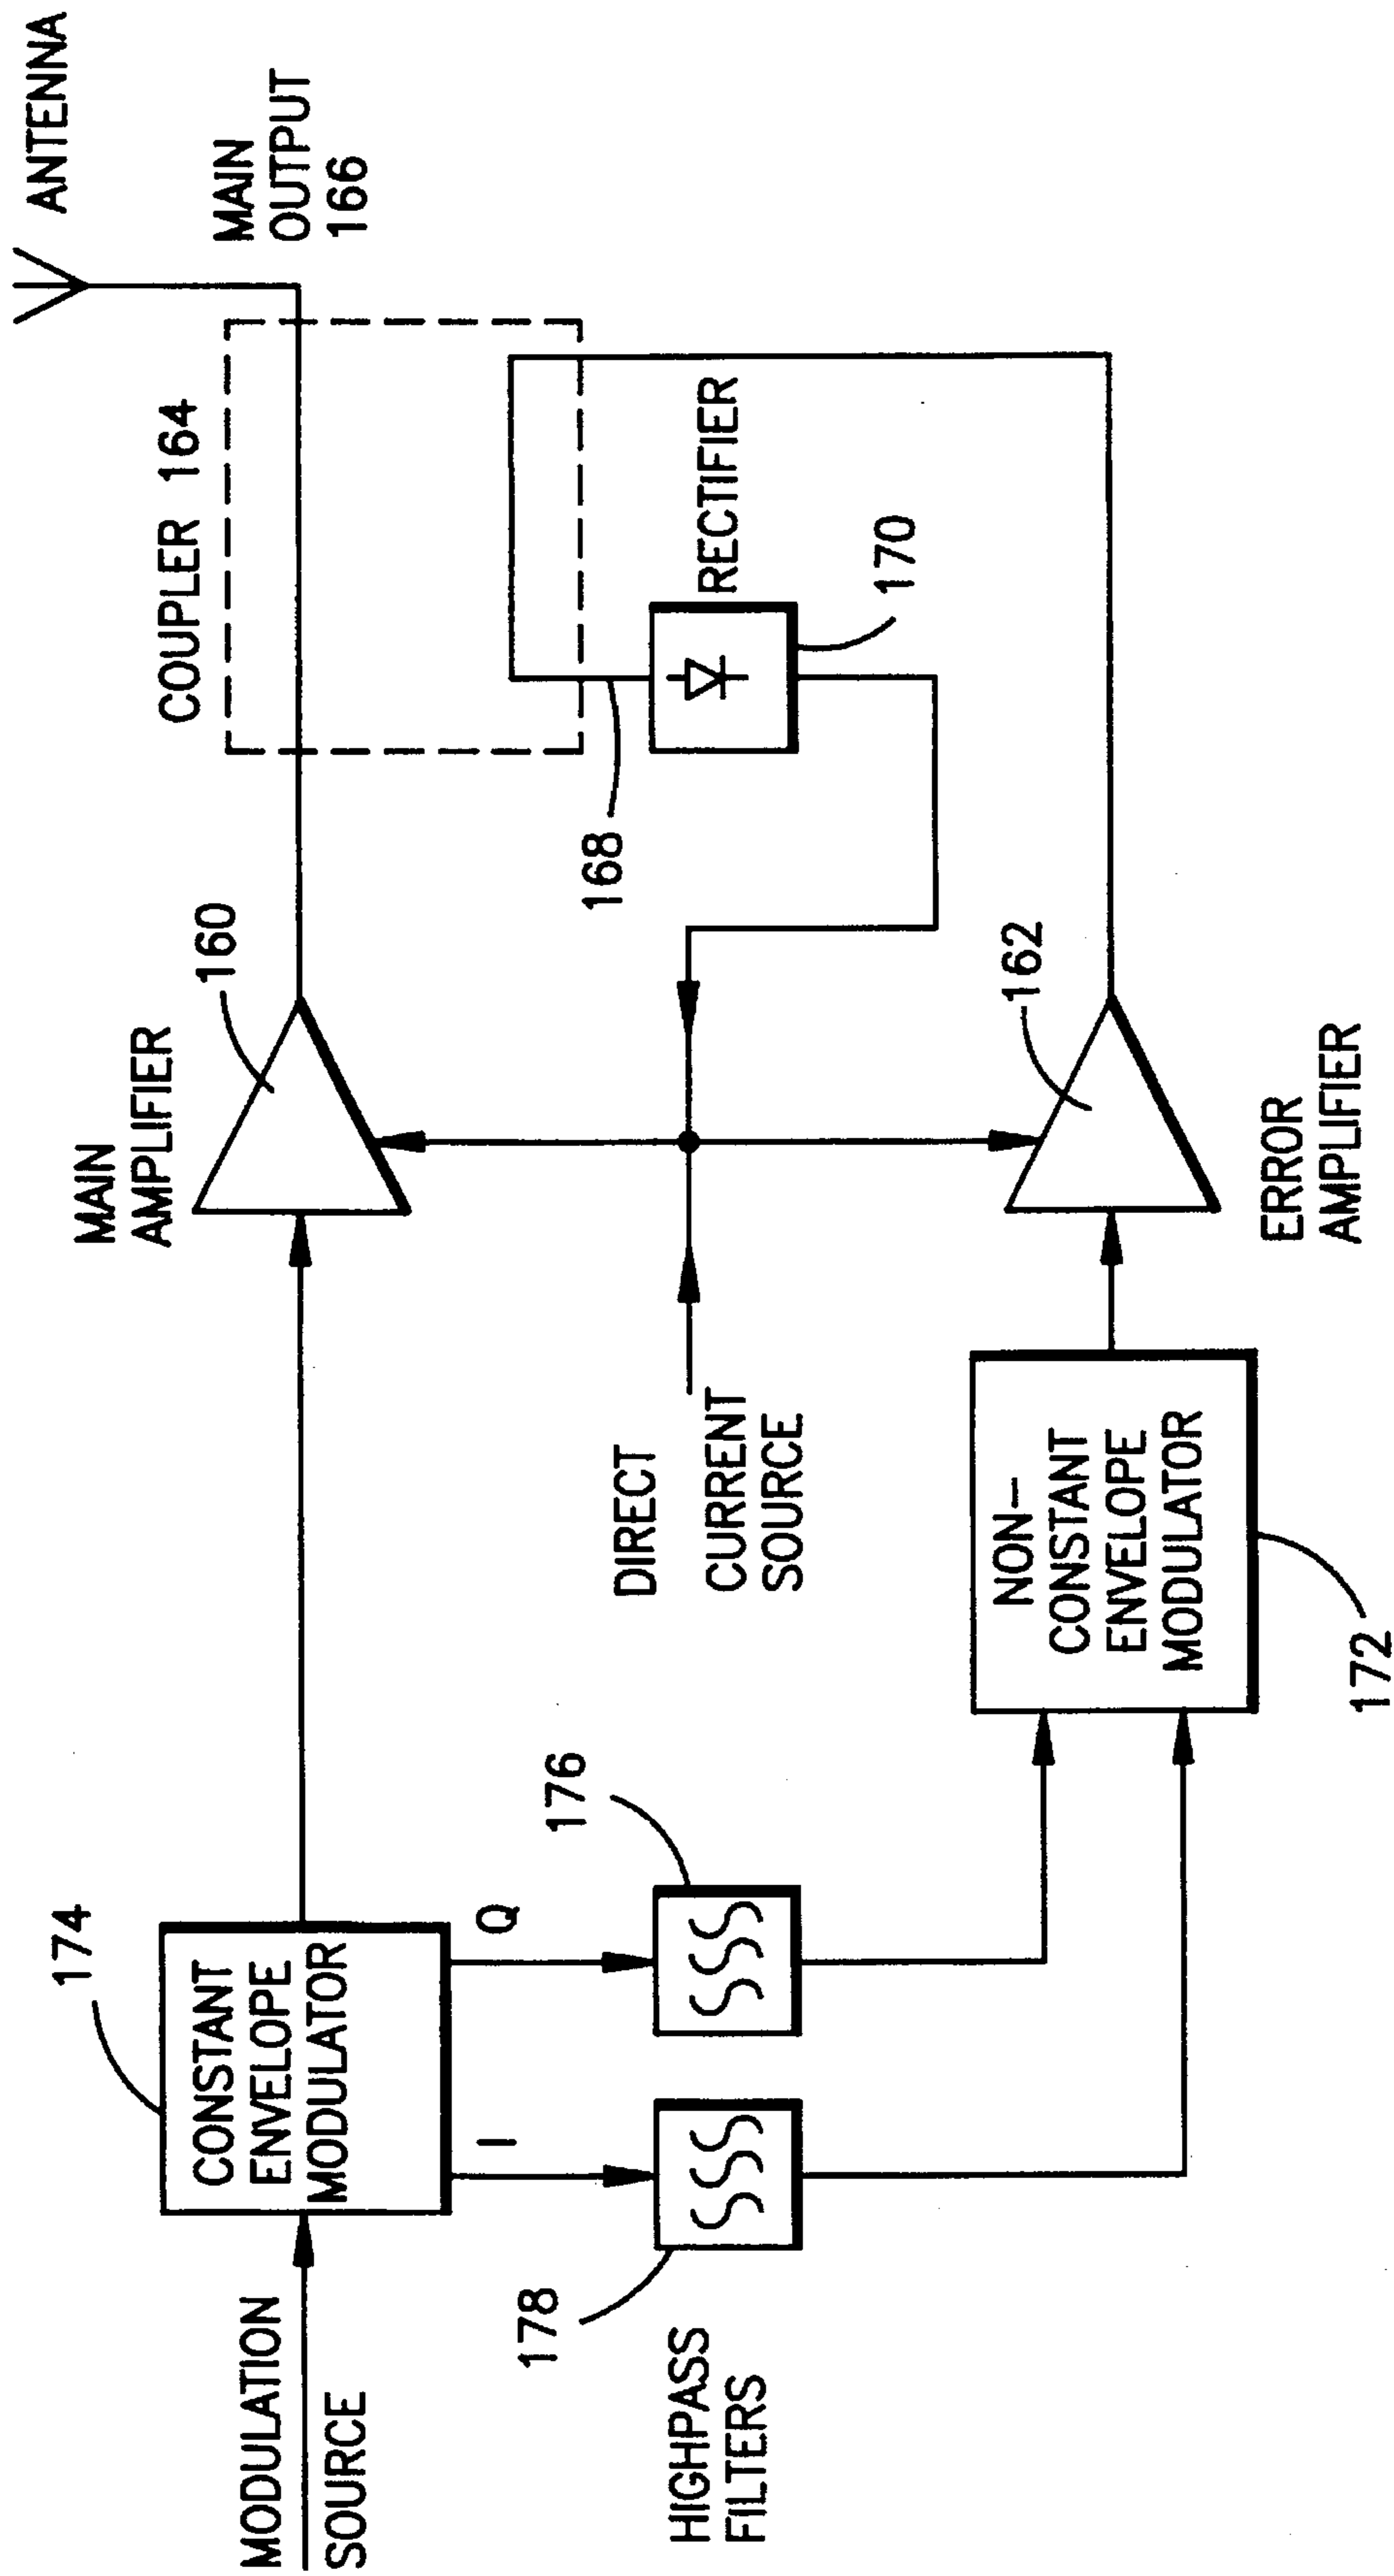 ANTENNA
MAIN
OUTPUT
166
COUPLER 164
RECTIFIER
170
168
MAIN
AMPLIFIER
160
162
ERROR
AMPLIFIER
DIRECT
CURRENT
SOURCE
NON-
CONSTANT
ENVELOPE
MODULATOR
172
174
CONSTANT
ENVELOPE
MODULATOR
Q
I
176
178
HIGHPASS
FILTERS
MODULATION
SOURCE